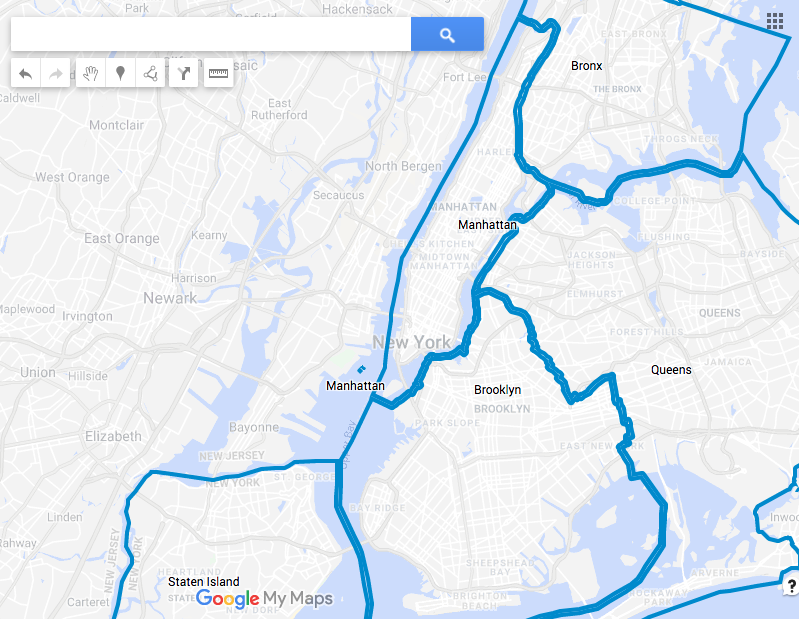 Hackensack
Park
Fort Lee
EAST BRONX
Bronx
THE BRONX
Caldwell
East
Rutherford
Montclair
THROGS NECK
HARLEM
North Bergen
West Orange
Secaucus
MANHATTAN
COLLEGE POINT
Manhattan
Kearny
East Orange
FLUSHING
MIDTOWN
MANHATTAN
JACKSON
HEIGHTS
BAYSIDE
Harrison
Newark
ELMHURST
Maplewood
Irvington
QUEENS
FOREST HILLS
New York
JAMAICA
Union
Hillside
Queens
Manhattan
Brooklyn
BROOKLYN
PARK SLOPE
Bayonne
Elizabeth
EAST NEW YORK
NEW JERSEY
NEW YORK
ST. GEORGE
Linden
BAY RIDGE
Inwood
Rahway
NEW JERSEY
NEW YORK
SHEEPSHEAD
BAY
HEARTLAND
ARVERNE
Staten Island
Carteret
Google My Maps
BRIGHTON
BEACH
ROCKAWAY
PARK
?